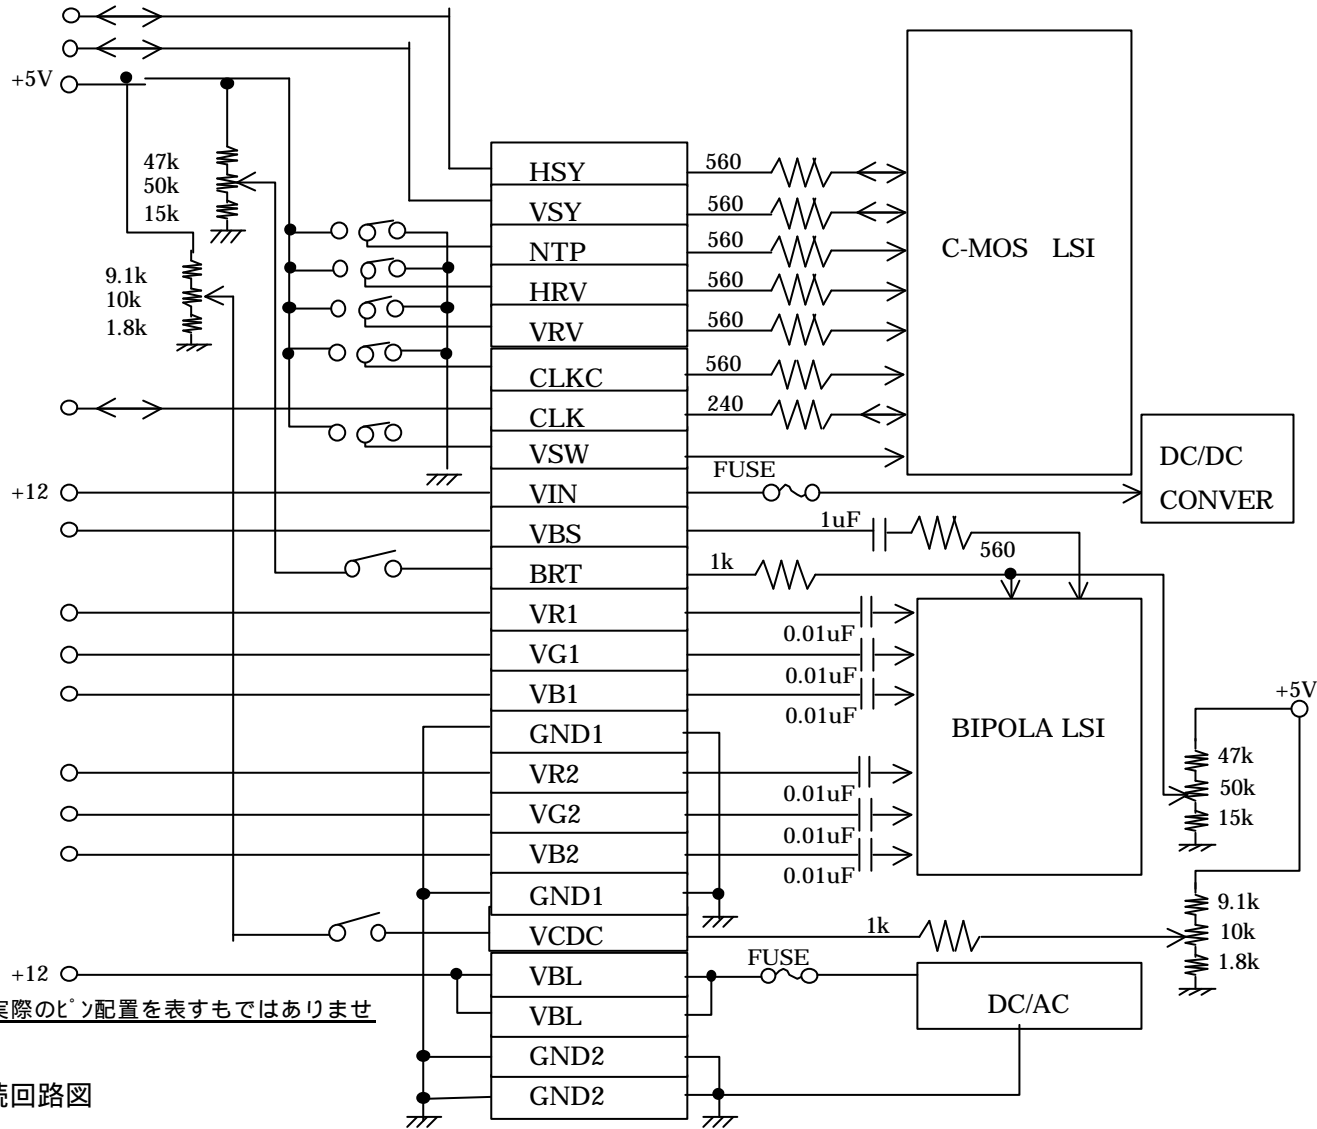 +5V
47k
50k
15k
9.1k
10k
1.8k
HSY
VSY
NTP
HRV
VRV
CLKC
CLK
VSW
VIN
VBS
BRT
VR1
VG1
VB1
GND1
VR2
VG2
VB2
GND1
VCDC
VBL
VBL
GND2
GND2
560
560
560
560
560
560
240
C-MOS LSI
FUSE
DC/DC
CONVER
+12
1uF
560
1k
0.01uF
0.01uF
0.01uF
BIPOLA LSI
0.01uF
0.01uF
0.01uF
+5V
47k
50k
15k
9.1k
10k
1.8k
1k
+12
FUSE
DC/AC
実際のﾋﾟﾝ配置を表すもではありませ
続回路図